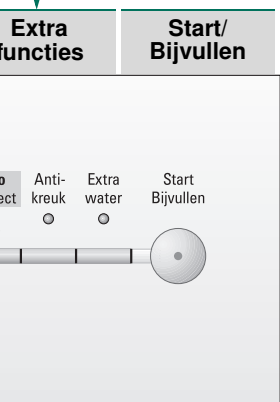 Extra
functies
Start/
Bijvullen
Anti-
kreuk
Extra
water
Start
Bijvullen